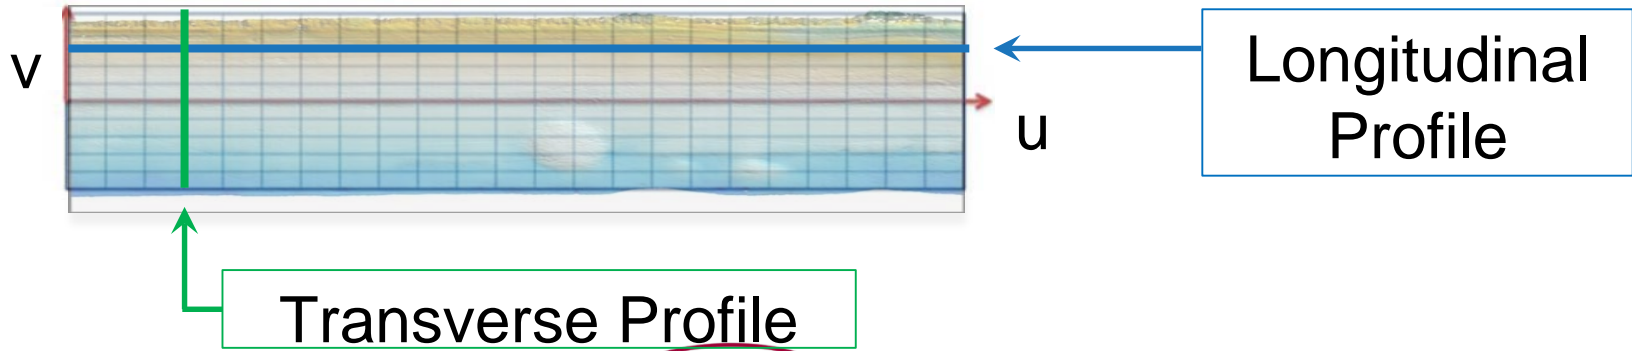 v
u
Longitudinal
Profile
Transverse Profile